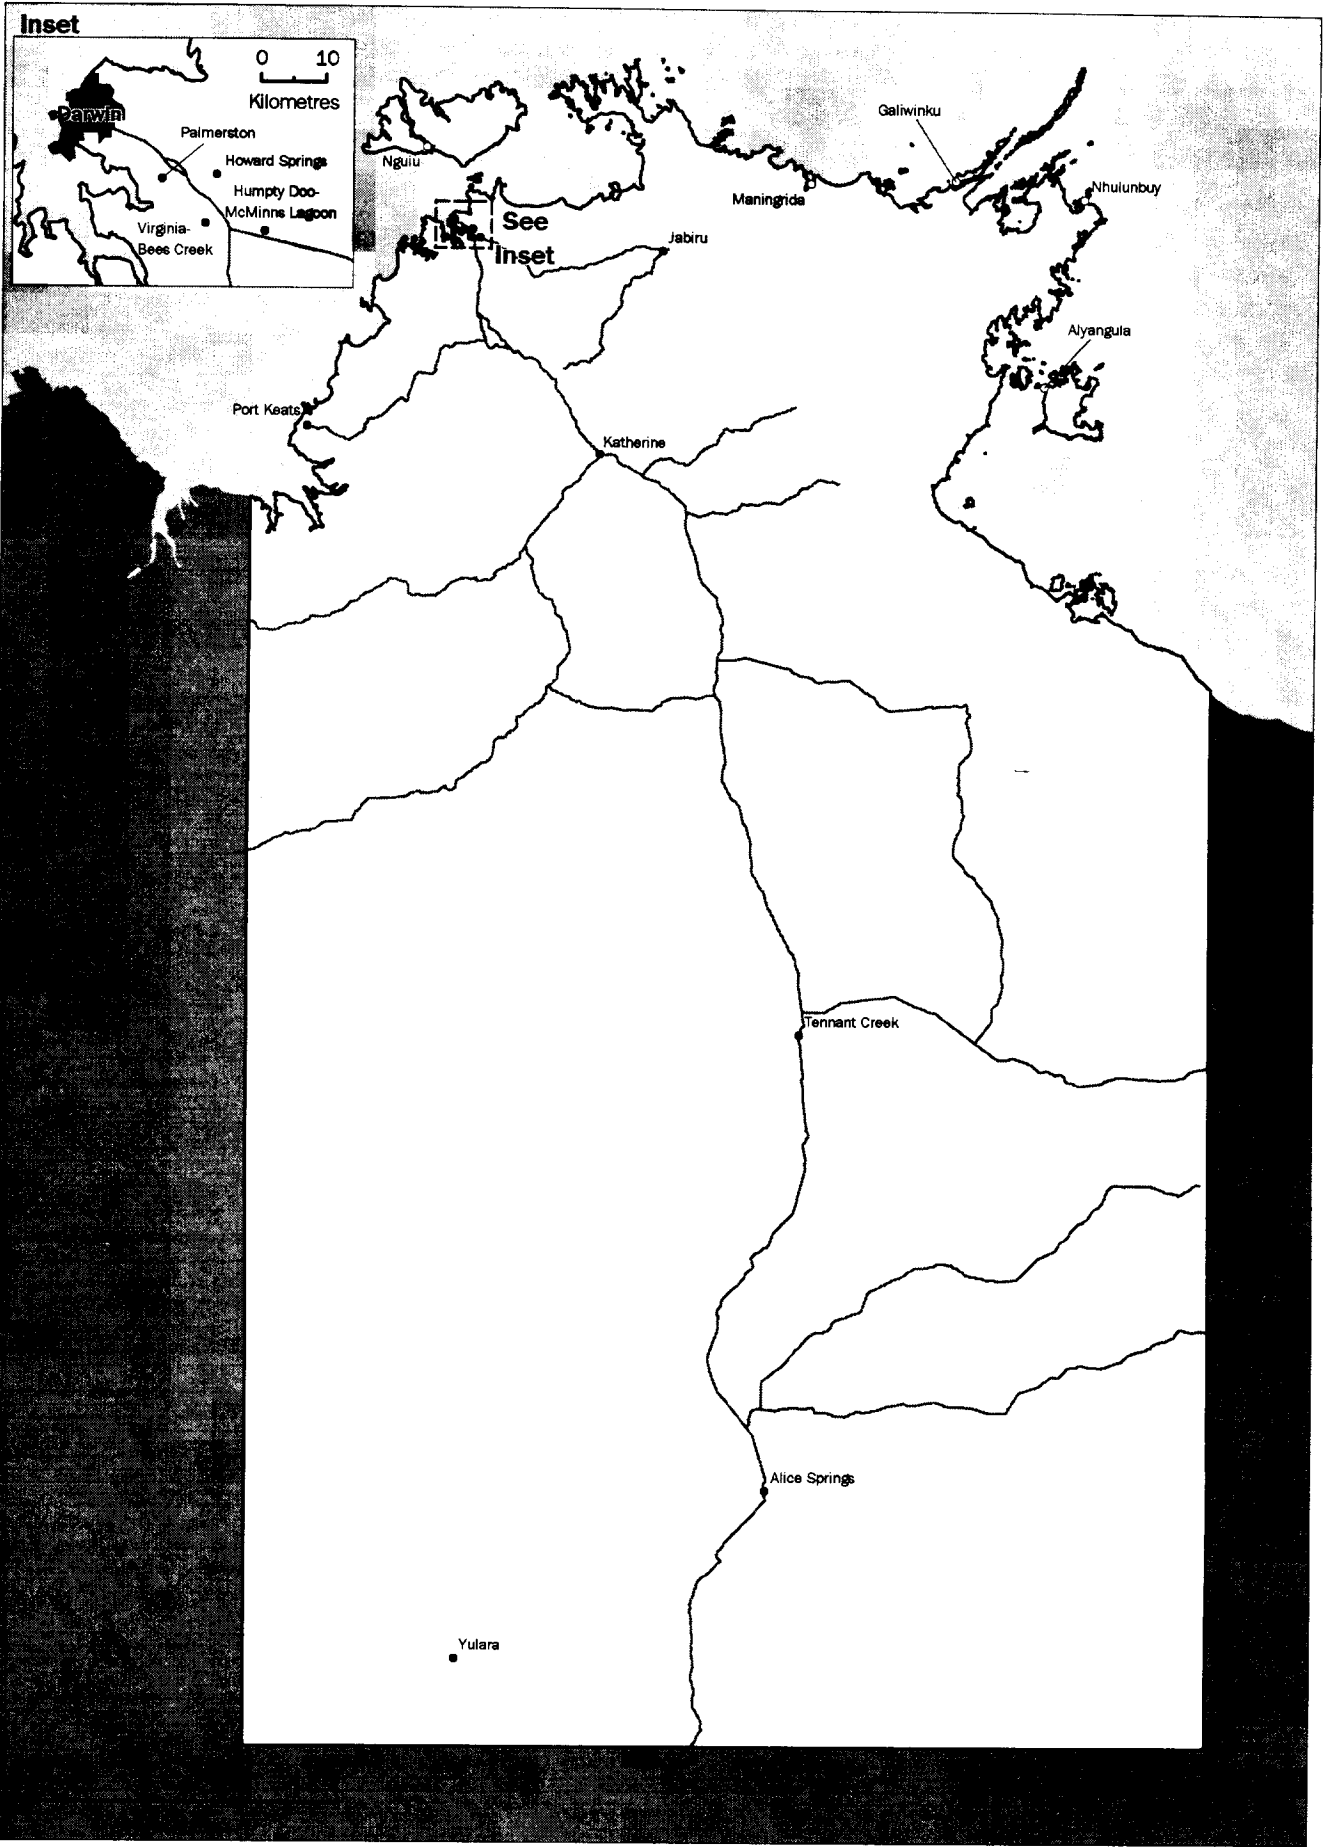 Inset
0 10
Kilometres
Darwin
Palmerston
Howard Springs
Humpty Doo-
McMinns Lagoon
Virginia-
Bees Creek
Nguiu
See
Inset
Jabiru
Maningrida
Galiwinku
Nhulunbuy
Alyangula
Port Keats
Katherine
Tennant Creek
Alice Springs
Yulara